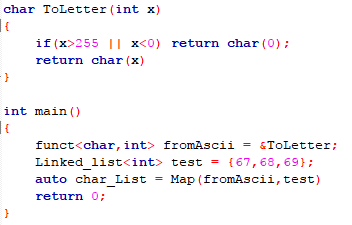 char ToLetter(int x)
{
    if(x>255 || x<0) return char(0);
    return char(x)
}

int main()
{
    funct<char,int> fromAscii = &ToLetter;
    Linked_list<int> test = {67,68,69};
    auto char_List = Map(fromAscii,test)
    return 0;
}